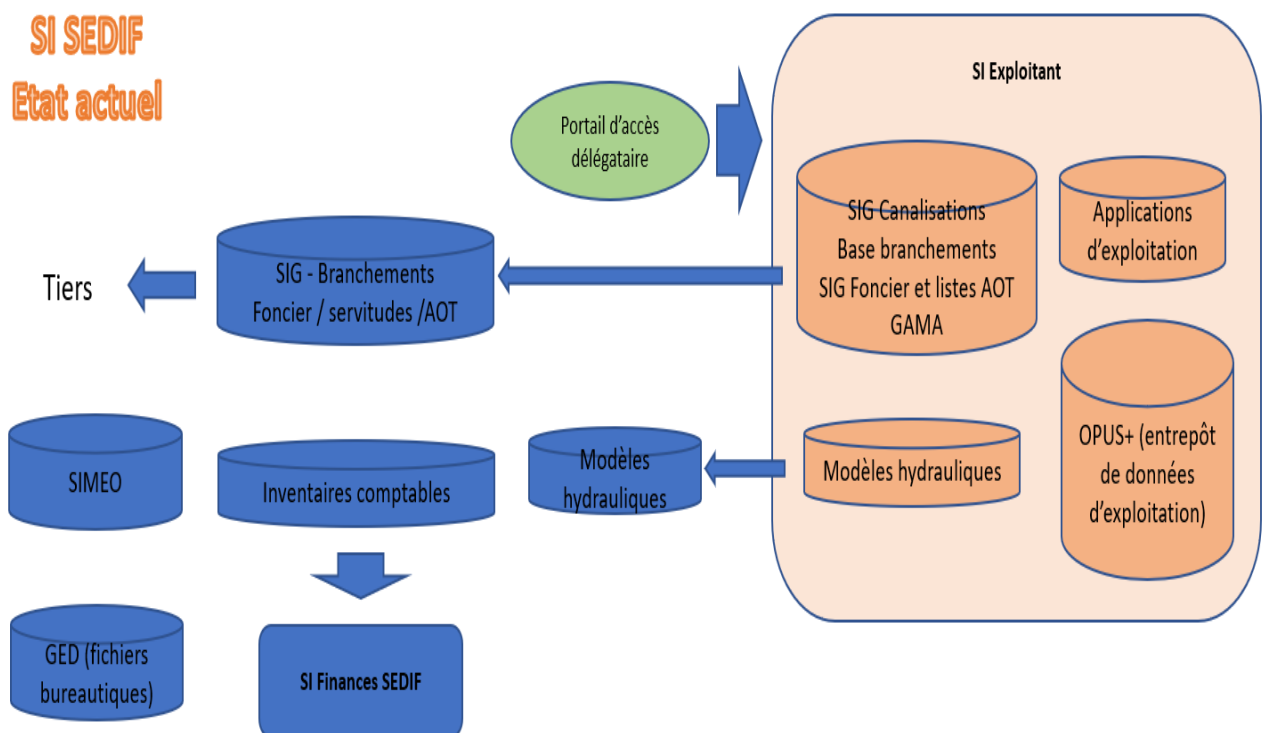 SI SEDIF
Etat actuel
Portail d'accès
délégataire
SI Exploitant
SIG Canalisations
Base branchements
SIG Foncier et listes AOT
GAMA
Applications
d'exploitation
SIG - Branchements
Foncier / servitudes /AOT
Tiers
SIMEO
Inventaires comptables
Modèles
hydrauliques
Modèles hydrauliques
OPUS+ (entrepôt
de données
d'exploitation)
GED (fichiers
bureautiques)
SI Finances SEDIF